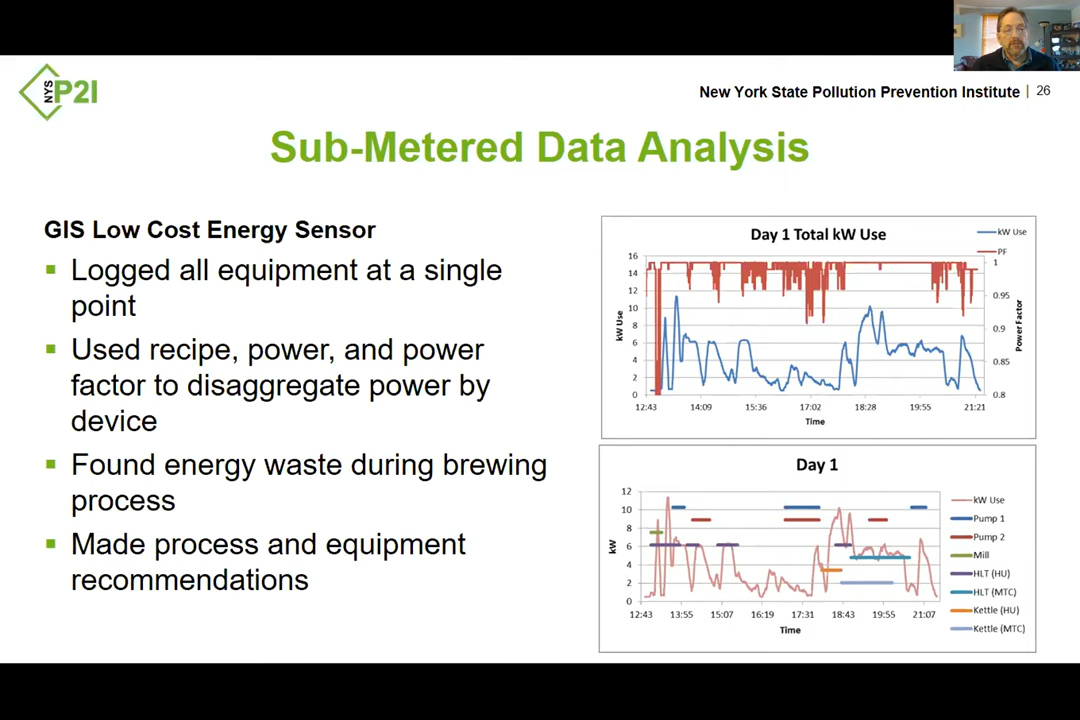 NYS
P2I
New York State Pollution Prevention Institute | 26
Sub-Metered Data Analysis
GIS Low Cost Energy Sensor
Logged all equipment at a single
point
Used recipe, power, and power
factor to disaggregate power by
device
Found energy waste during brewing
process
Made process and equipment
recommendations
Day 1 Total kW Use
kW Use
PF
16
14
12
10
8
6
4
2
0
kW Use
1
0.95
0.9
0.85
0.8
Power Factor
12:43 14:09 15:36 17:02 18:28 19:55 21:21
Time
Day 1
12
10
8
6
4
2
0
kW
12:43 13:55 15:07 16:19 17:31 18:43 19:55 21:07
Time
kW Use
Pump 1
Pump 2
Mill
HLT (HU)
HLT (MTC)
Kettle (HU)
Kettle (MTC)